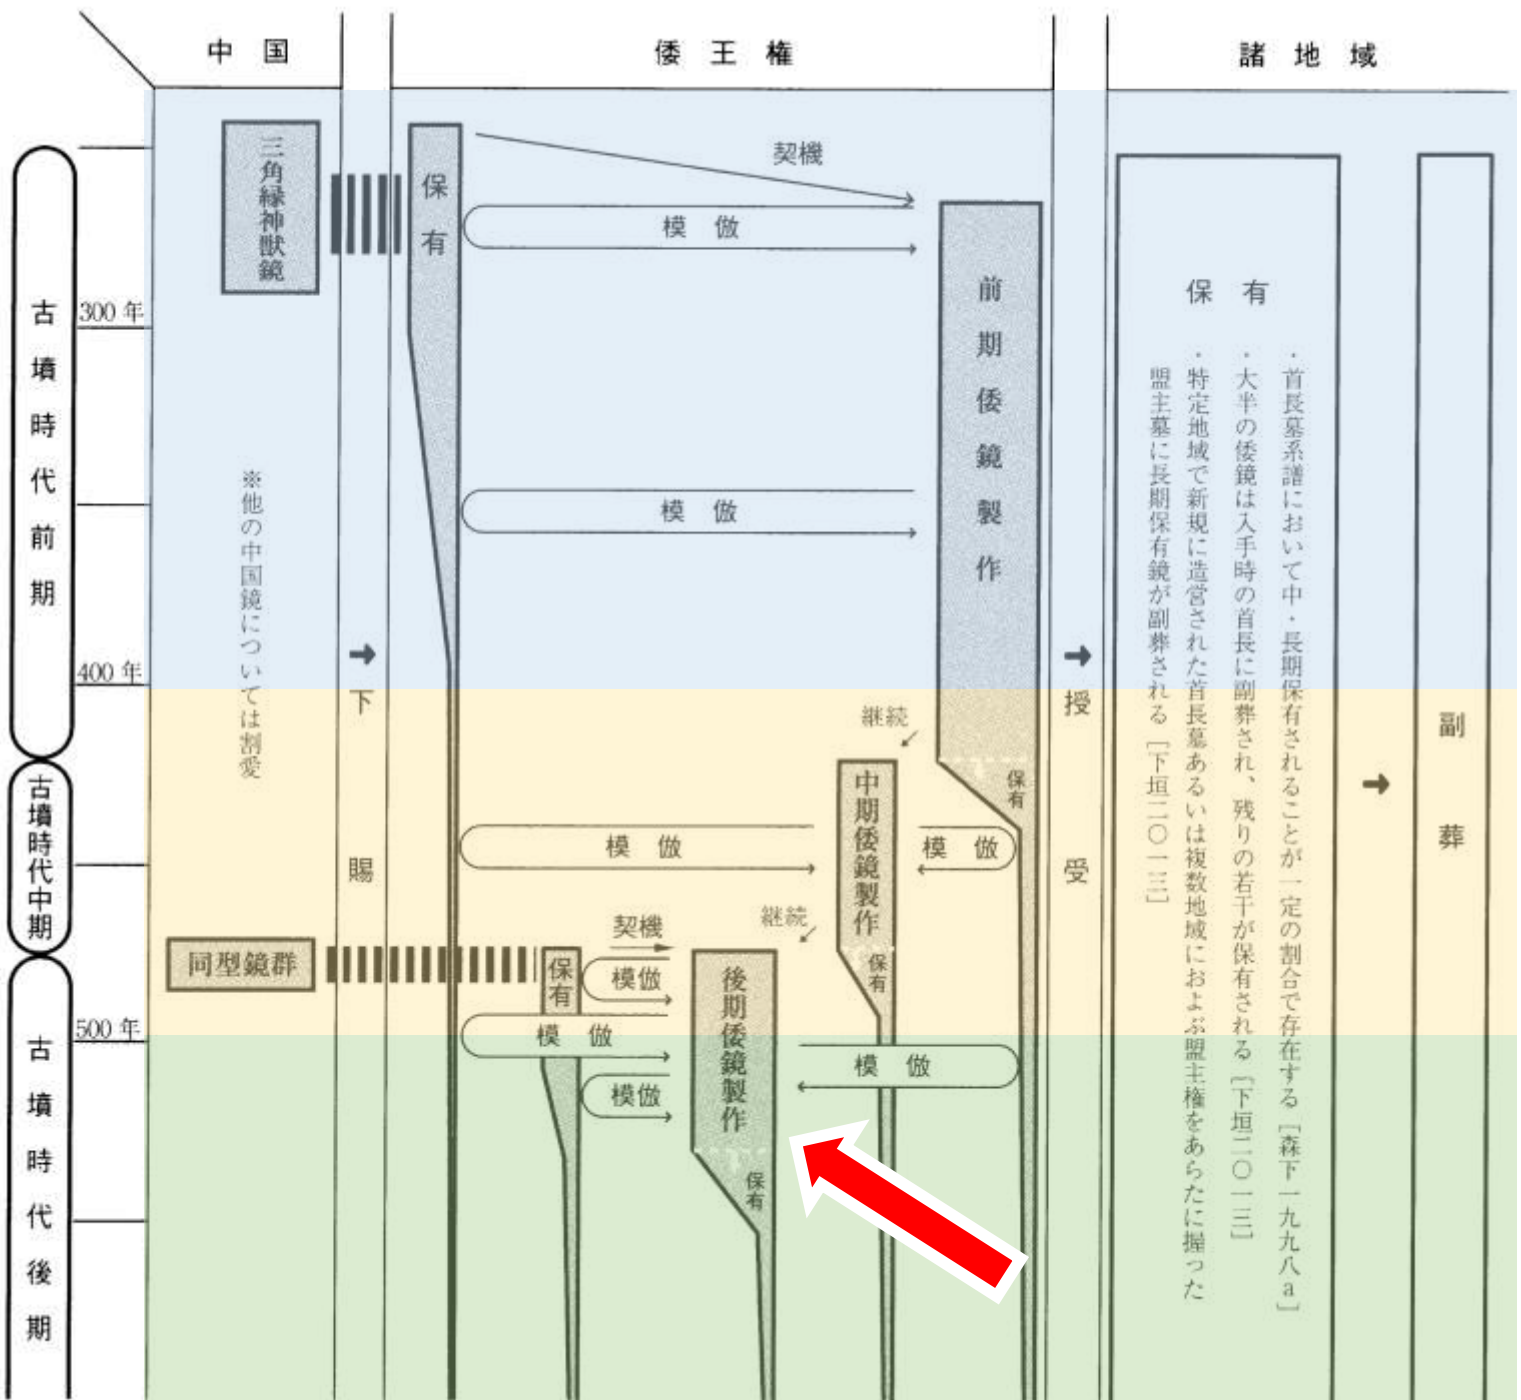 中国
倭王権
諸地域
古墳時代前期
古墳時代中期
古墳時代後期
300年
400年
500年
三角縁神獣鏡
※他の中国鏡については割愛
同型鏡群
→
下賜
保有
契機
模倣
前期倭鏡製作
模倣
継続
保有
中期倭鏡製作
模倣
模倣
継続
保有
契機
保有
模倣
後期倭鏡製作
模倣
模倣
模倣
保有
→
授受
保有
・首長墓系譜において中・長期保有されることが一定の割合で存在する［森下一九九八a］
・大半の倭鏡は入手時の首長に副葬され、残りの若干が保有される［下垣二〇一三］
・特定地域で新規に造営された首長墓あるいは複数地域におよぶ盟主権をあらたに握った
盟主墓に長期保有鏡が副葬される［下垣二〇一三］
→
副葬